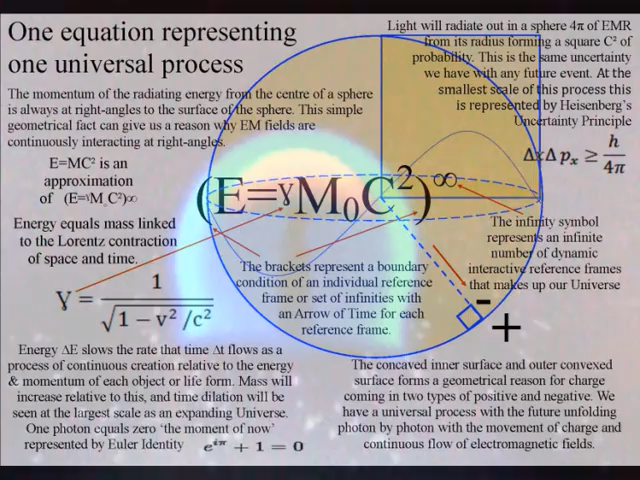 One equation representing
one universal process
The momentum of the radiating energy from the centre of a sphere
is always at right-angles to the surface of the sphere. This simple
geometrical fact can give us a reason why EM fields are
continuously interacting at right-angles.
E=MC² is an
approximation
of (E=ɣM₀C²)∞
Energy equals mass linked
to the Lorentz contraction
of space and time.
ɣ = 1 / √(1 − v²/c²)
Light will radiate out in a sphere 4π of EMR
from its radius forming a square C² of
probability. This is the same uncertainty
we have with any future event. At the
smallest scale of this process this
is represented by Heisenberg's
Uncertainty Principle
ΔxΔpₓ ≥ h / 4π
(E=ɣM₀C²)∞
The infinity symbol
represents an infinite
number of dynamic
interactive reference frames
that makes up our Universe
The brackets represent a boundary
condition of an individual reference
frame or set of infinities with
an Arrow of Time for each
reference frame.
-
+
Energy ΔE slows the rate that time Δt flows as a
process of continuous creation relative to the energy
& momentum of each object or life form. Mass will
increase relative to this, and time dilation will be
seen at the largest scale as an expanding Universe.
One photon equals zero 'the moment of now'
represented by Euler Identity e^{iπ} + 1 = 0
The concaved inner surface and outer convexed
surface forms a geometrical reason for charge
coming in two types of positive and negative. We
have a universal process with the future unfolding
photon by photon with the movement of charge and
continuous flow of electromagnetic fields.